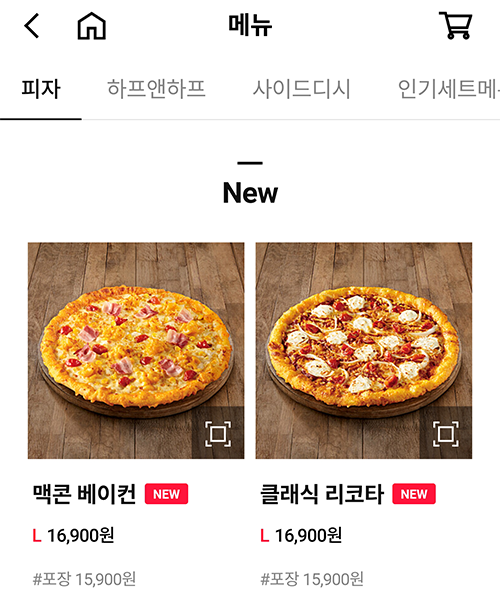 메뉴
피자 하프앤하프 사이드디시 인기세트메뉴
New
맥콘 베이컨 NEW 클래식 리코타 NEW
L 16,900원 L 16,900원
#포장 15,900원 #포장 15,900원